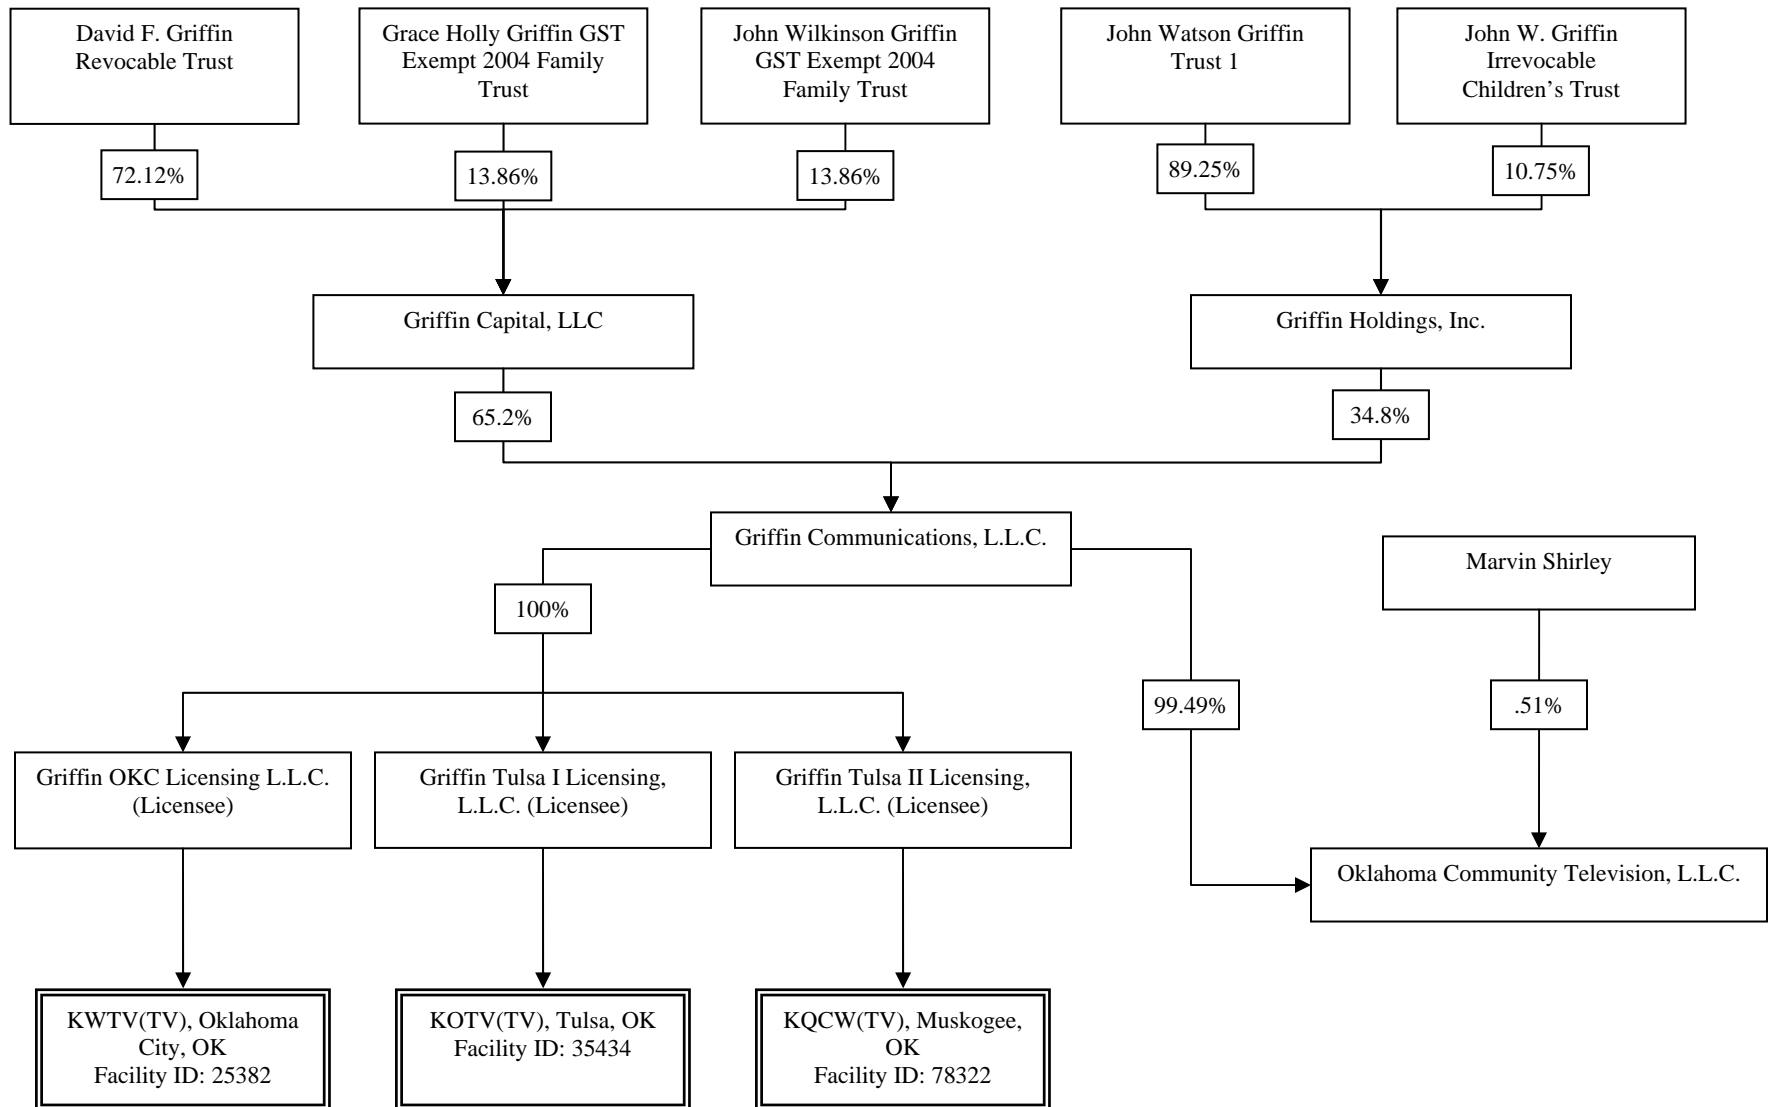 David F. Griffin
Revocable Trust
Grace Holly Griffin GST
Exempt 2004 Family
Trust
John Wilkinson Griffin
GST Exempt 2004
Family Trust
John Watson Griffin
Trust 1
John W. Griffin
Irrevocable
Children’s Trust
72.12%
13.86%
13.86%
89.25%
10.75%
Griffin Capital, LLC
Griffin Holdings, Inc.
65.2%
34.8%
Griffin Communications, L.L.C.
Marvin Shirley
100%
99.49%
.51%
Griffin OKC Licensing L.L.C.
(Licensee)
Griffin Tulsa I Licensing,
L.L.C. (Licensee)
Griffin Tulsa II Licensing,
L.L.C. (Licensee)
Oklahoma Community Television, L.L.C.
KWTV(TV), Oklahoma
City, OK
Facility ID: 25382
KOTV(TV), Tulsa, OK
Facility ID: 35434
KQCW(TV), Muskogee,
OK
Facility ID: 78322